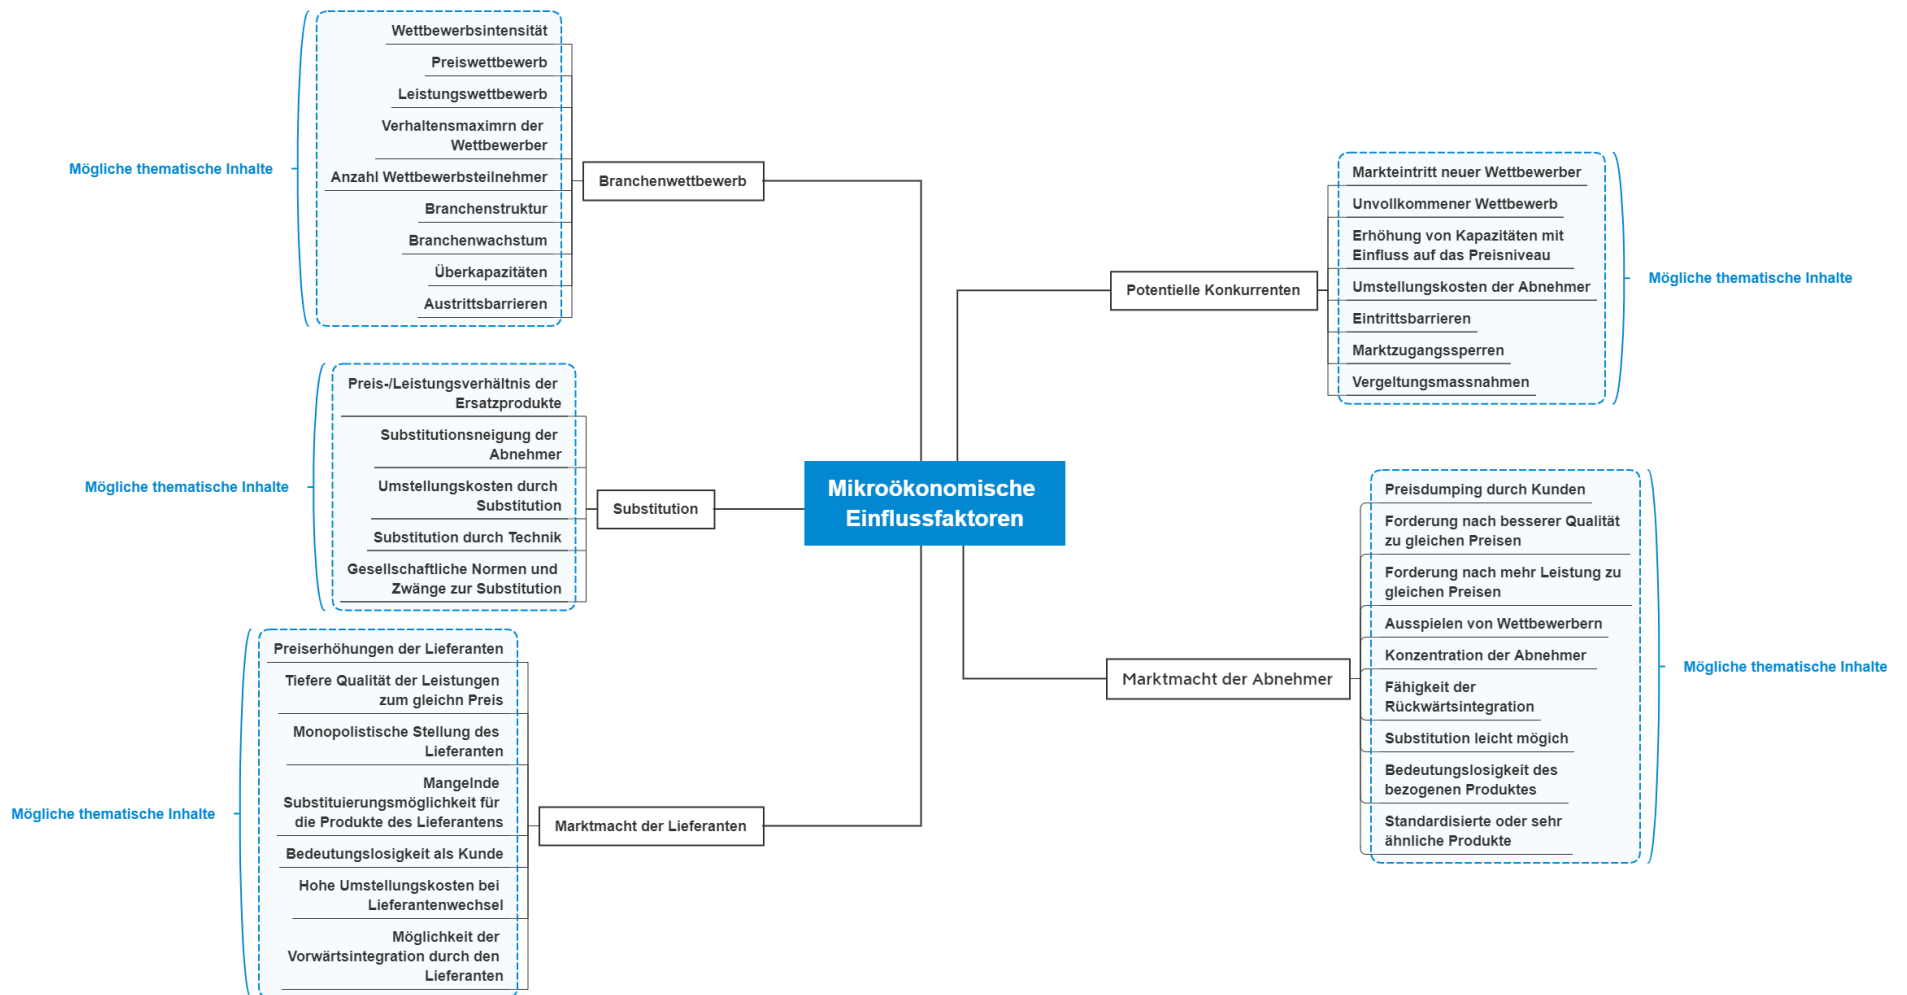 Mikroökonomische
Einflussfaktoren
Branchenwettbewerb
Wettbewerbsintensität
Preiswettbewerb
Leistungswettbewerb
Verhaltensmaximrn der
Wettbewerber
Anzahl Wettbewerbsteilnehmer
Branchenstruktur
Branchenwachstum
Überkapazitäten
Austrittsbarrieren
Mögliche thematische Inhalte
Substitution
Preis-/Leistungsverhältnis der
Ersatzprodukte
Substitutionsneigung der
Abnehmer
Umstellungskosten durch
Substitution
Substitution durch Technik
Gesellschaftliche Normen und
Zwänge zur Substitution
Mögliche thematische Inhalte
Marktmacht der Lieferanten
Preiserhöhungen der Lieferanten
Tiefere Qualität der Leistungen
zum gleichn Preis
Monopolistische Stellung des
Lieferanten
Mangelnde
Substituierungsmöglichkeit für
die Produkte des Lieferantens
Bedeutungslosigkeit als Kunde
Hohe Umstellungskosten bei
Lieferantenwechsel
Möglichkeit der
Vorwärtsintegration durch den
Lieferanten
Mögliche thematische Inhalte
Potentielle Konkurrenten
Markteintritt neuer Wettbewerber
Unvollkommener Wettbewerb
Erhöhung von Kapazitäten mit
Einfluss auf das Preisniveau
Umstellungskosten der Abnehmer
Eintrittsbarrieren
Marktzugangssperren
Vergeltungsmassnahmen
Mögliche thematische Inhalte
Marktmacht der Abnehmer
Preisdumping durch Kunden
Forderung nach besserer Qualität
zu gleichen Preisen
Forderung nach mehr Leistung zu
gleichen Preisen
Ausspielen von Wettbewerbern
Konzentration der Abnehmer
Fähigkeit der
Rückwärtsintegration
Substitution leicht mögich
Bedeutungslosigkeit des
bezogenen Produktes
Standardisierte oder sehr
ähnliche Produkte
Mögliche thematische Inhalte